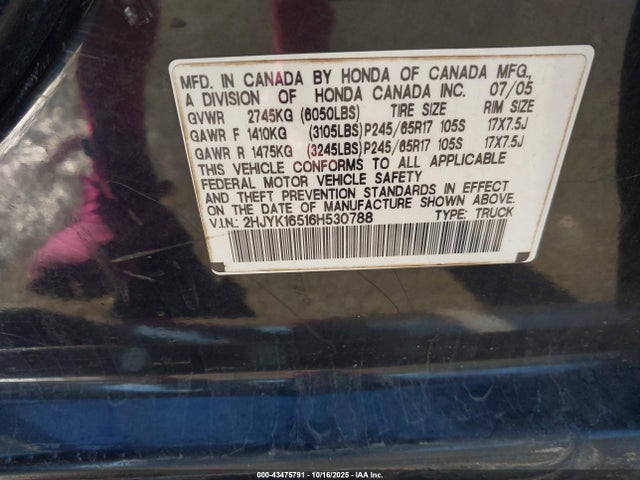 MFD. IN CANADA BY HONDA OF CANADA MFG.,
A DIVISION OF HONDA CANADA INC. 07/05
GVWR 2745KG (6050LBS) TIRE SIZE RIM SIZE
GAWR F 1410KG (3105LBS) P245/65R17 105S 17X7.5J
GAWR R 1475KG (3245LBS) P245/65R17 105S 17X7.5J
THIS VEHICLE CONFORMS TO ALL APPLICABLE
FEDERAL MOTOR VEHICLE SAFETY
AND THEFT PREVENTION STANDARDS IN EFFECT
ON THE DATE OF MANUFACTURE SHOWN ABOVE.
V.I.N.: 2HJYK16516H530788 TYPE: TRUCK
000-43475791 - 10/16/2025 - IAA Inc.